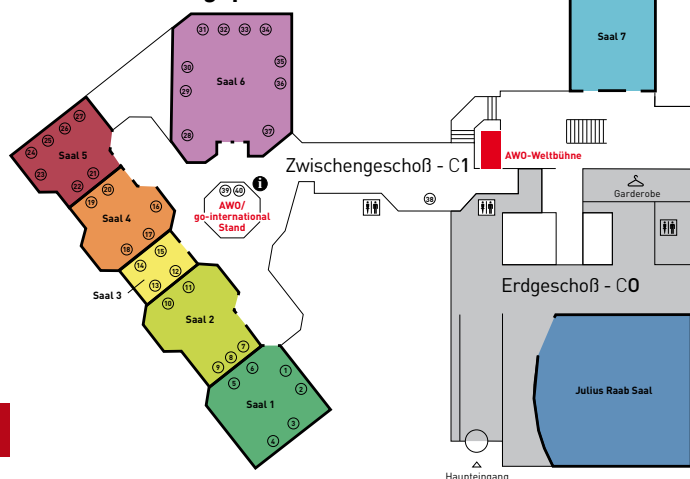 31 32 33 34
Saal 7
35
30
Saal 6
36
29
27
26
25
24
Saal 5
37
28
AWO-Weltbühne
Zwischengeschoß - C1
23
21
22
20
19
39 40 i
Garderobe
AWO/
go-international
Stand
38
16
Saal 4
17
18
15
14
12
13
Saal 3
11
10
Erdgeschoß - C0
Saal 2
7
8
9
6
5
1
2
Julius Raab Saal
Saal 1
3
4
Haupteingang